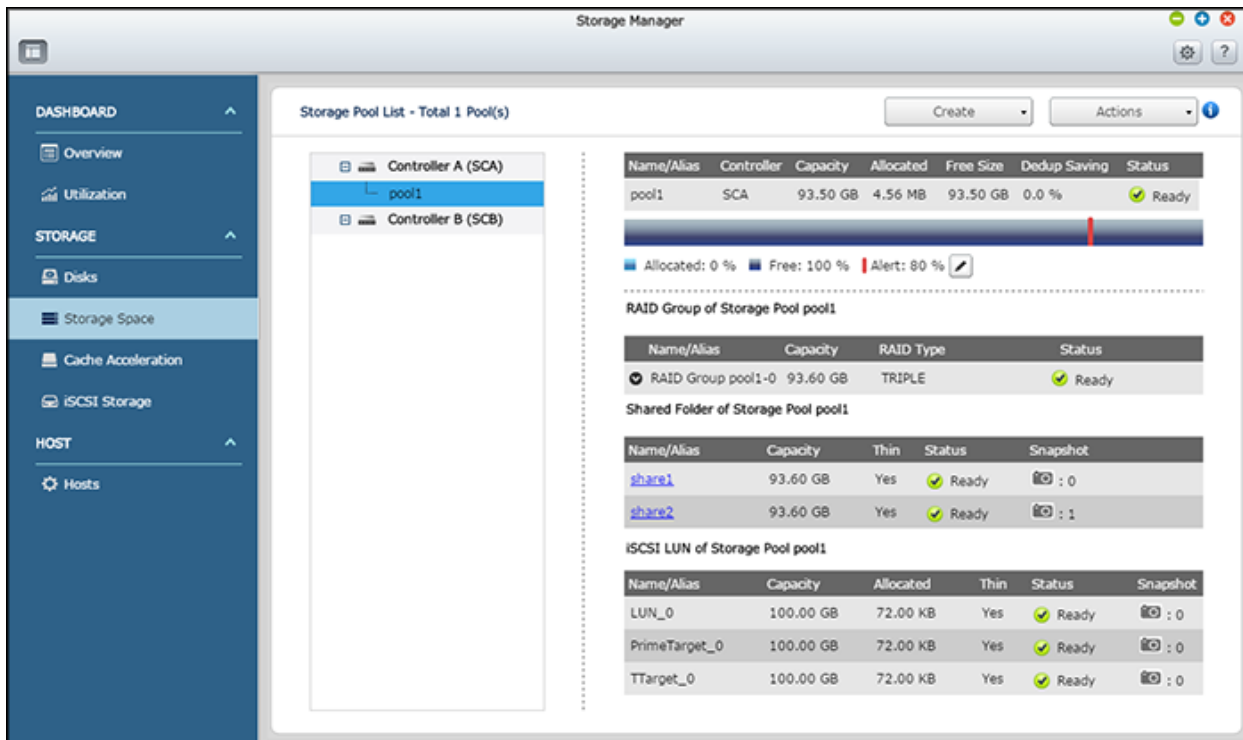 Storage Manager
?
DASHBOARD
Overview
Utilization
STORAGE
Disks
Storage Space
Cache Acceleration
iSCSI Storage
HOST
Hosts
Storage Pool List - Total 1 Pool(s)
Create
Actions
Controller A (SCA)
pool1
Controller B (SCB)
Name/Alias Controller Capacity Allocated Free Size Dedup Saving Status
pool1 SCA 93.50 GB 4.56 MB 93.50 GB 0.0 % Ready
Allocated: 0 % Free: 100 % Alert: 80 %
RAID Group of Storage Pool pool1
Name/Alias Capacity RAID Type Status
RAID Group pool1-0 93.60 GB TRIPLE Ready
Shared Folder of Storage Pool pool1
Name/Alias Capacity Thin Status Snapshot
share1 93.60 GB Yes Ready : 0
share2 93.60 GB Yes Ready : 1
iSCSI LUN of Storage Pool pool1
Name/Alias Capacity Allocated Thin Status Snapshot
LUN_0 100.00 GB 72.00 KB Yes Ready : 0
PrimeTarget_0 100.00 GB 72.00 KB Yes Ready : 0
TTarget_0 100.00 GB 72.00 KB Yes Ready : 0